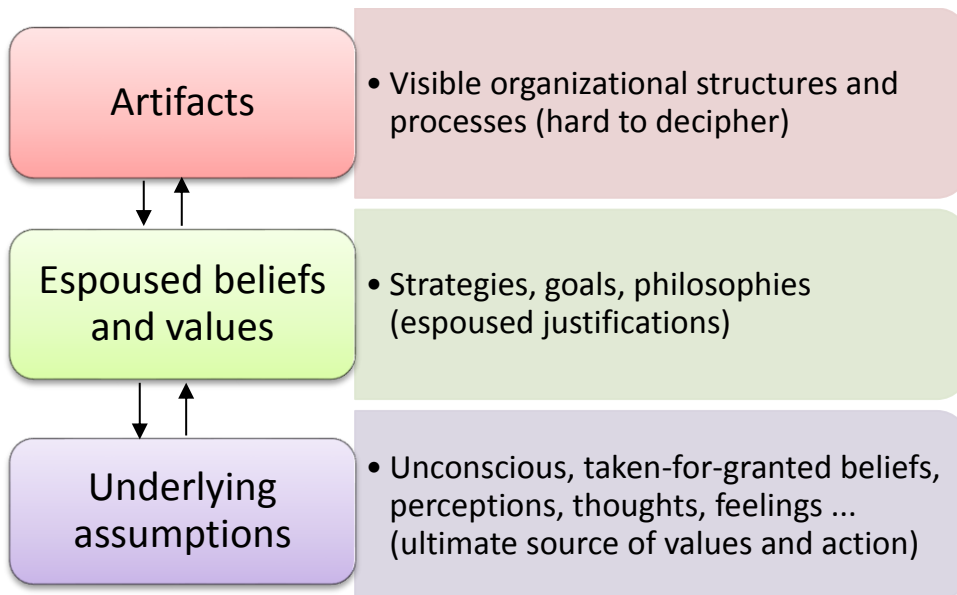 Artifacts
• Visible organizational structures and
processes (hard to decipher)
Espoused beliefs
and values
• Strategies, goals, philosophies
(espoused justifications)
Underlying
assumptions
• Unconscious, taken-for-granted beliefs,
perceptions, thoughts, feelings ...
(ultimate source of values and action)